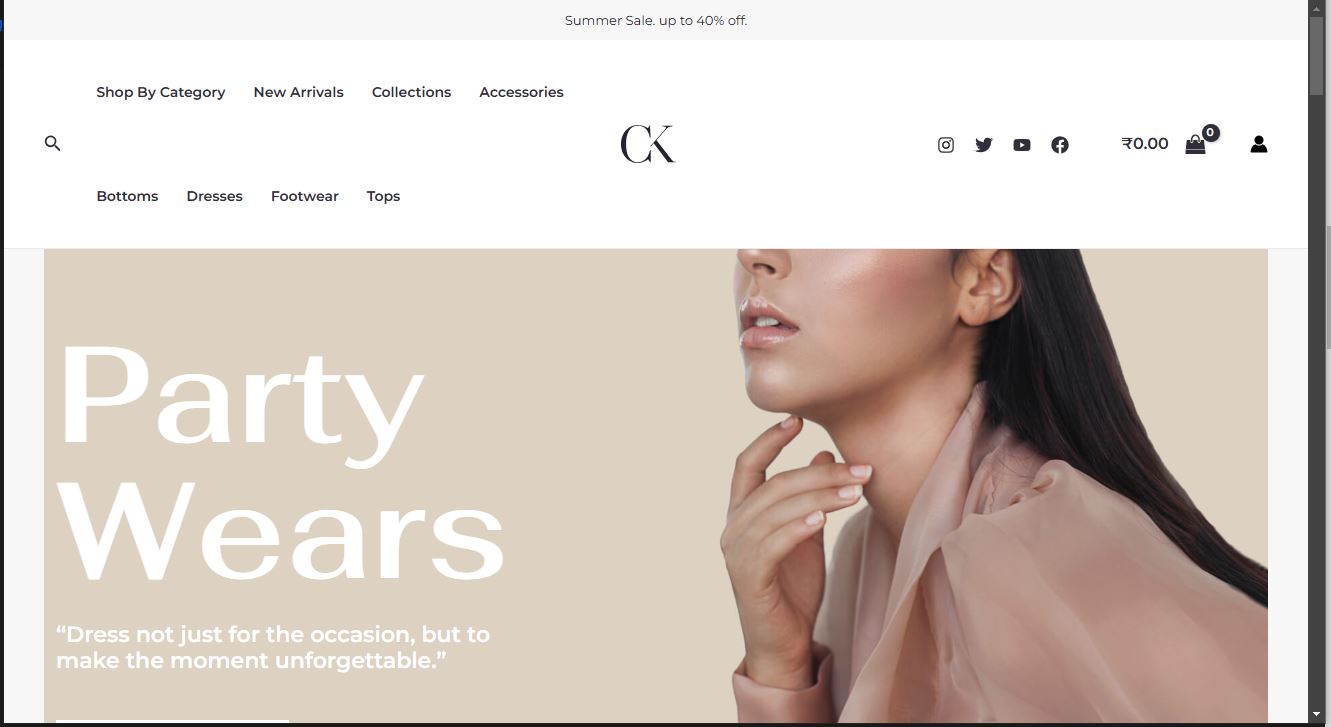 Summer Sale. up to 40% off.
Shop By Category New Arrivals Collections Accessories
CK
₹0.00 0
Bottoms Dresses Footwear Tops
Party
Wears
“Dress not just for the occasion, but to
make the moment unforgettable.”